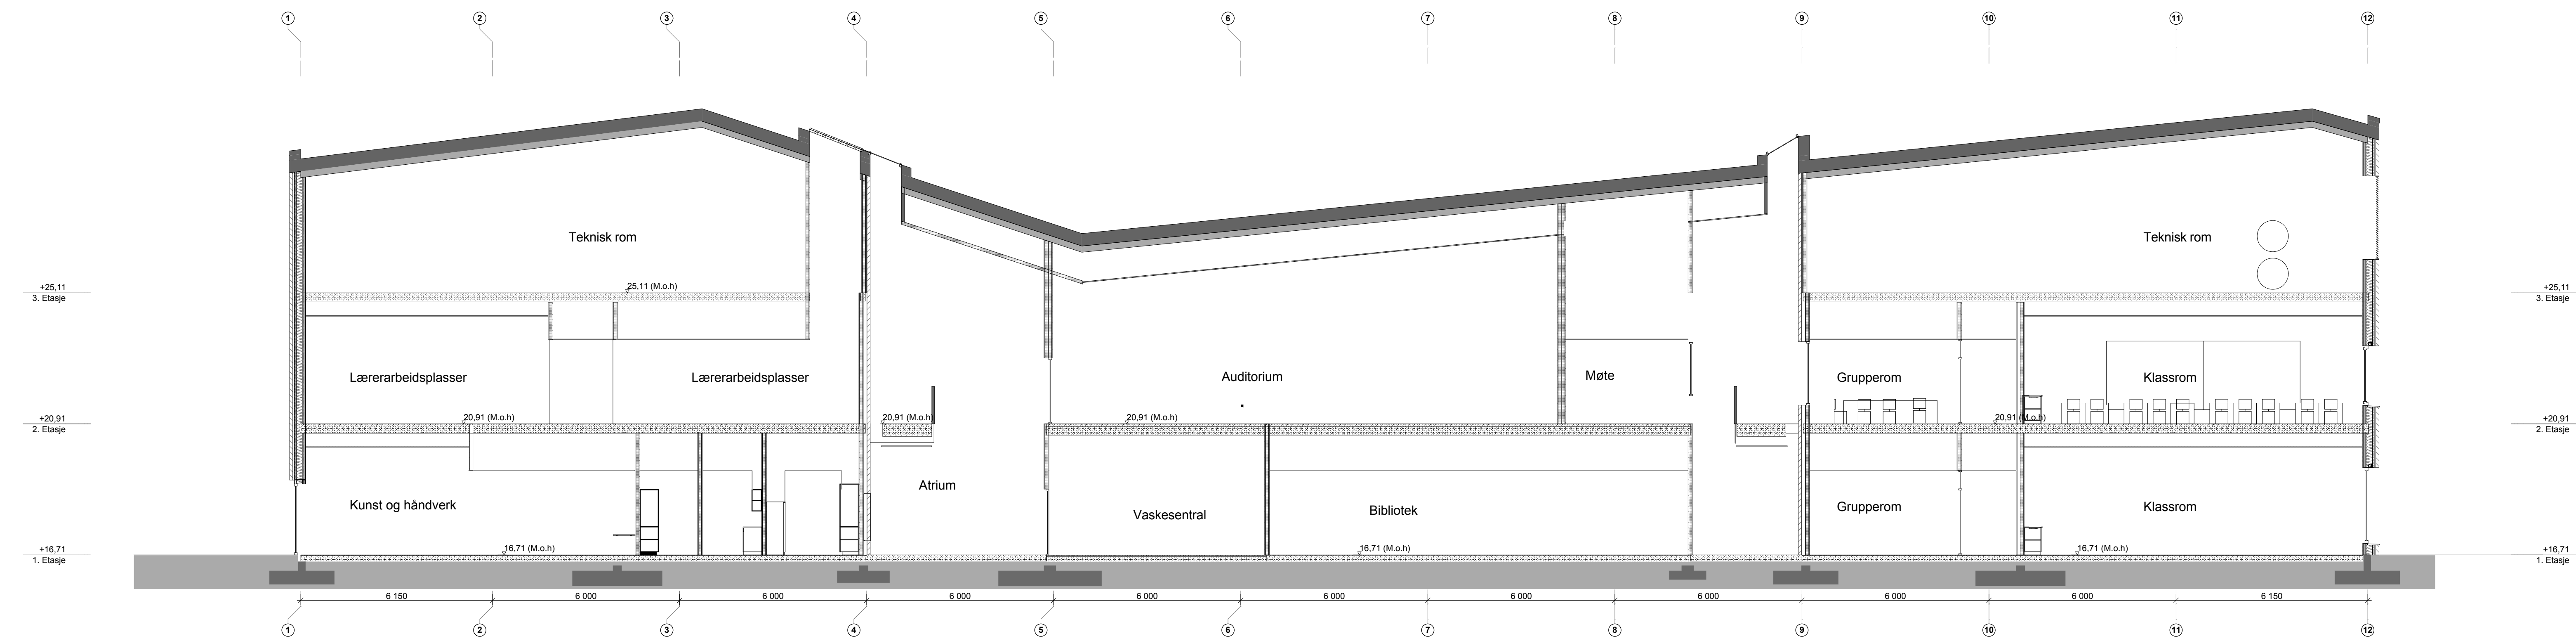 1 2 3 4 5 6 7 8 9 10 11 12
Teknisk rom
Teknisk rom
+25,11
3. Etasje
25,11 (M.o.h)
+25,11
3. Etasje
Lærerarbeidsplasser
Lærerarbeidsplasser
Auditorium
Møte
Grupperom
Klassrom
+20,91
2. Etasje
20,91 (M.o.h)
20,91 (M.o.h)
20,91 (M.o.h)
20,91 (M.o.h)
+20,91
2. Etasje
Kunst og håndverk
Atrium
Vaskesentral
Bibliotek
Grupperom
Klassrom
+16,71
1. Etasje
16,71 (M.o.h)
16,71 (M.o.h)
16,71 (M.o.h)
+16,71
1. Etasje
6 150 6 000 6 000 6 000 6 000 6 000 6 000 6 000 6 000 6 000 6 150
1 2 3 4 5 6 7 8 9 10 11 12